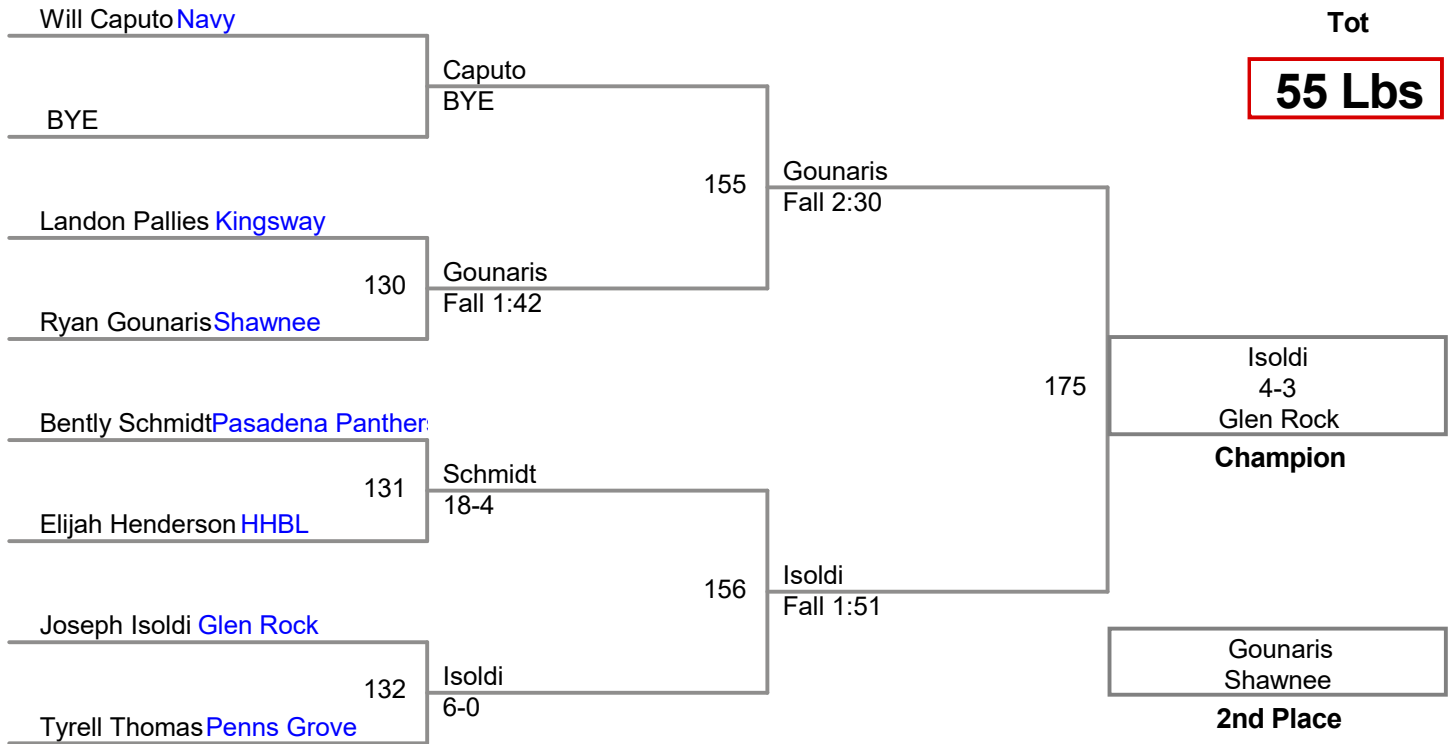 Will Caputo Navy
Tot
55 Lbs
Caputo
BYE
BYE
155
Gounaris
Fall 2:30
Landon Pallies Kingsway
130
Gounaris
Fall 1:42
Ryan Gounaris Shawnee
175
Isoldi
4-3
Glen Rock
Champion
Bently Schmidt Pasadena Panther
131
Schmidt
18-4
Elijah Henderson HHBL
156
Isoldi
Fall 1:51
Joseph Isoldi Glen Rock
132
Isoldi
6-0
Tyrell Thomas Penns Grove
Gounaris
Shawnee
2nd Place